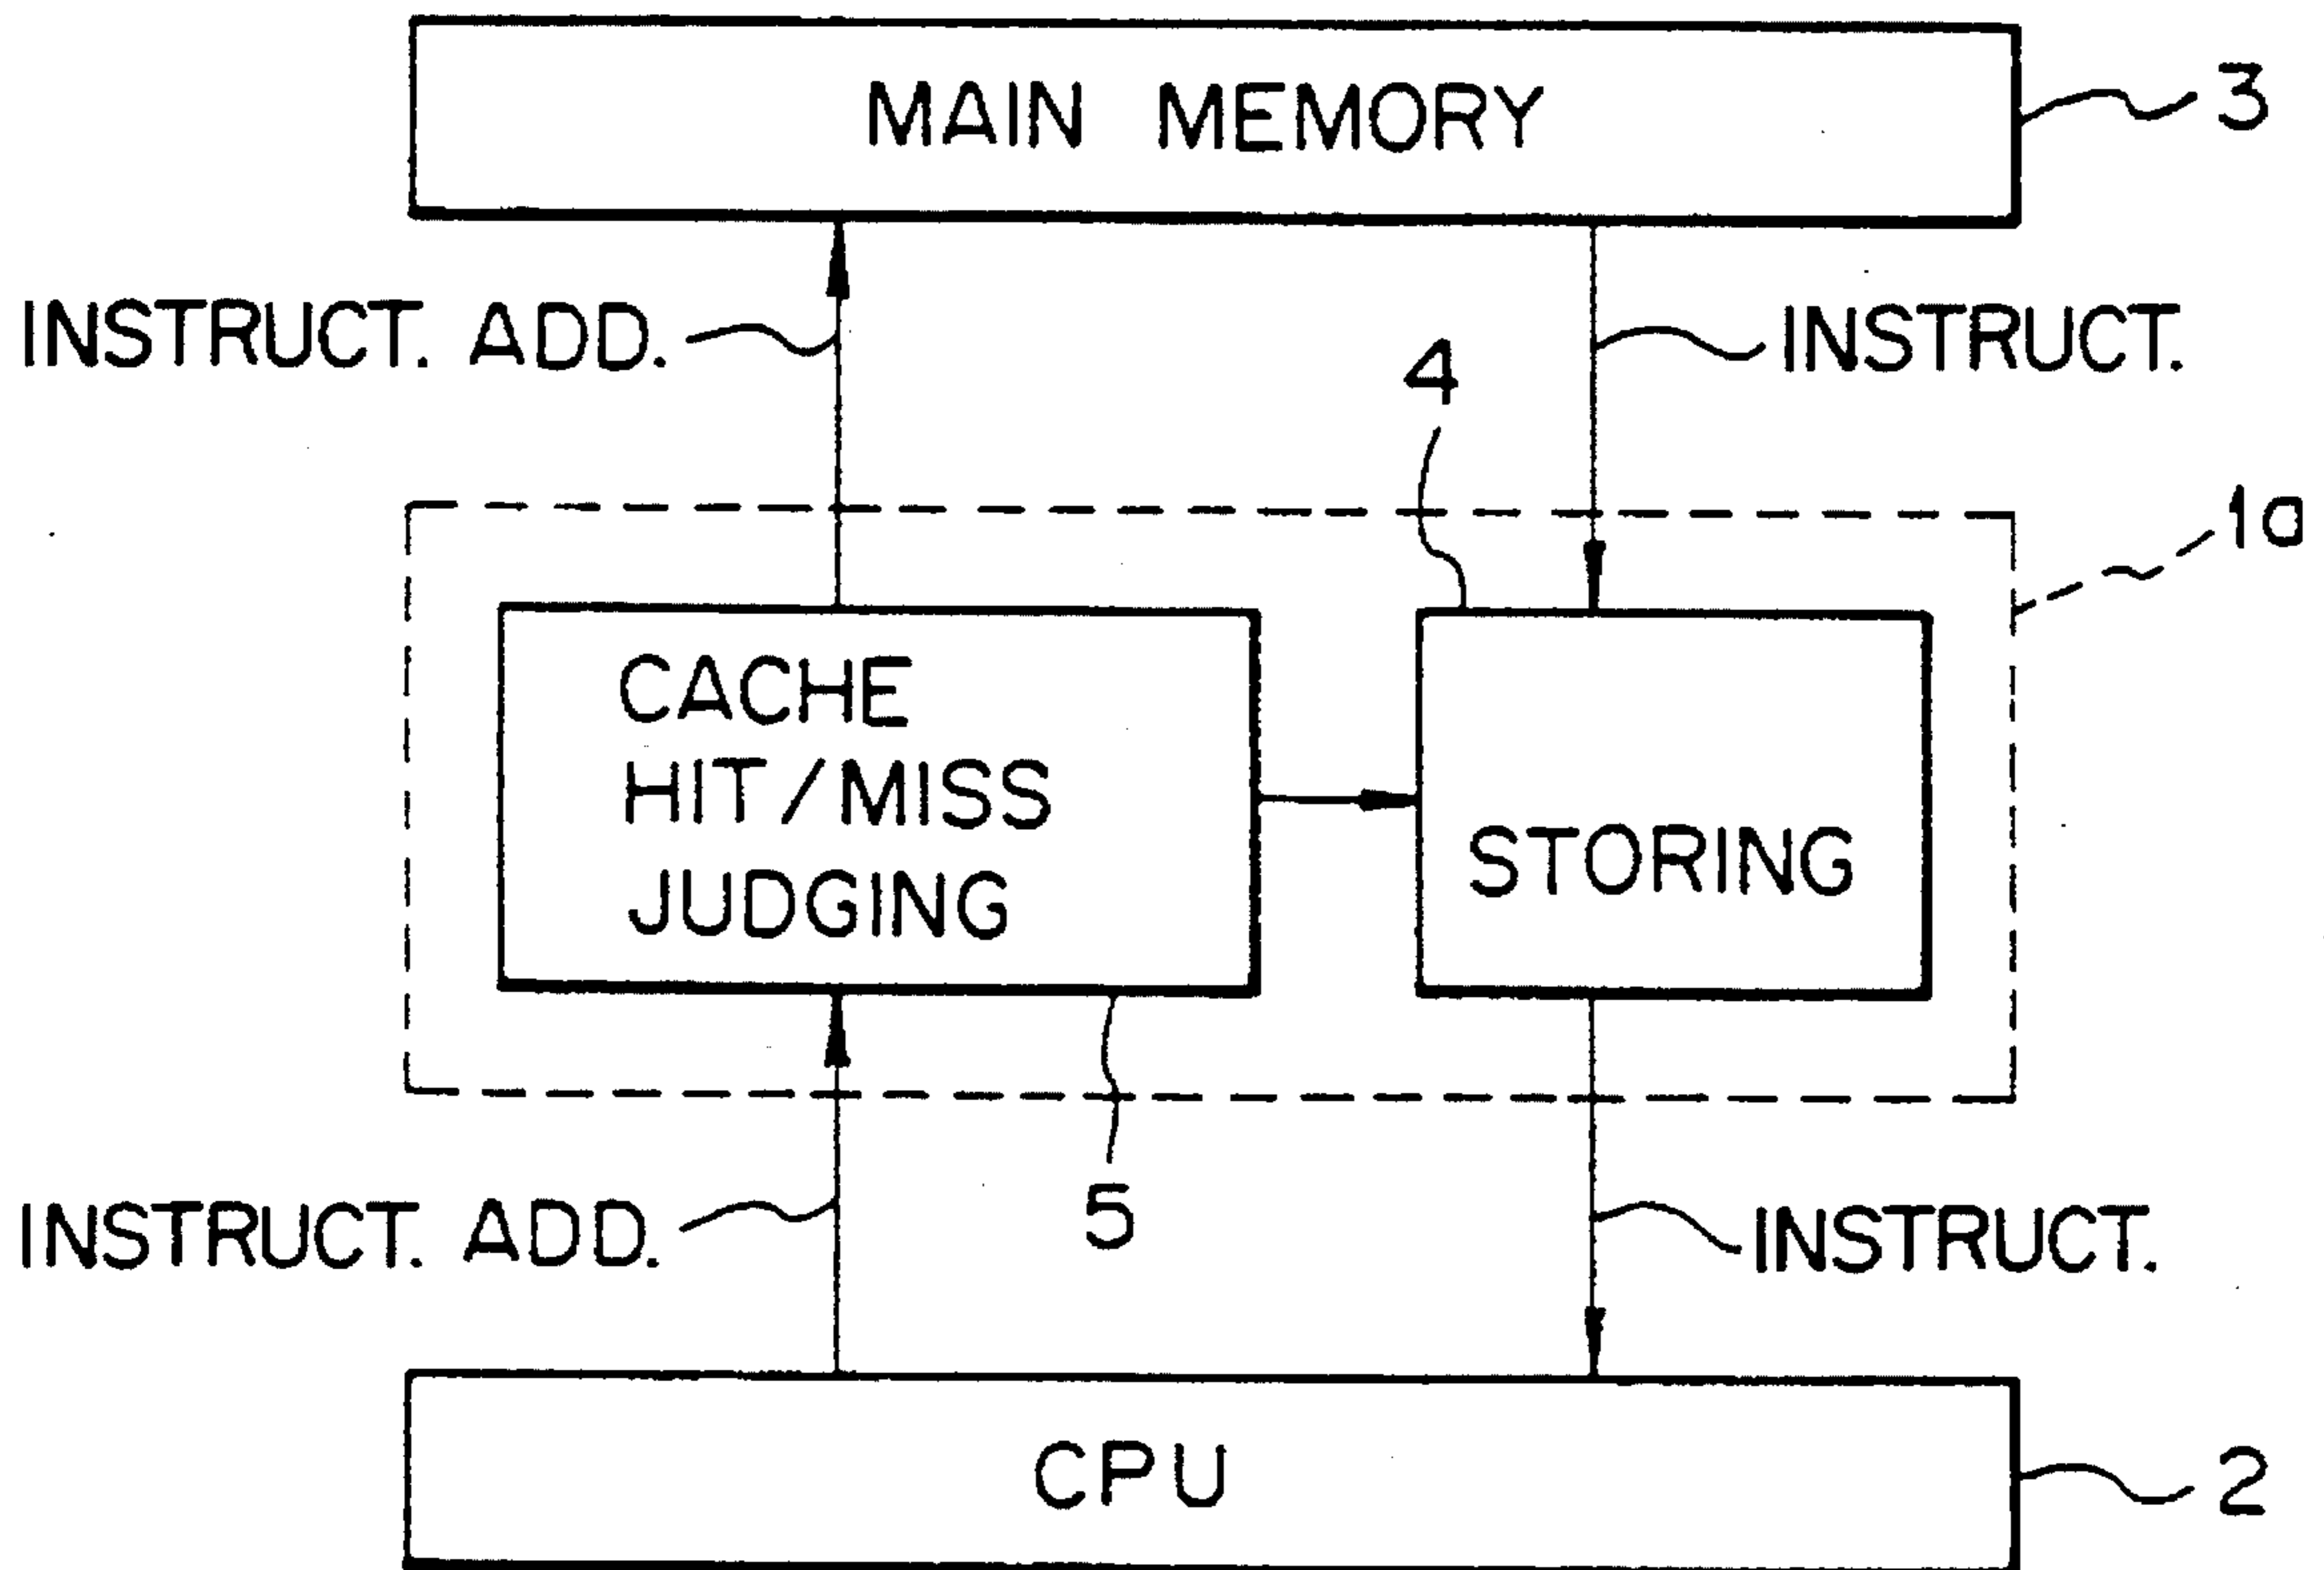 MAIN MEMORY
3
INSTRUCT. ADD.
INSTRUCT.
4
1a
CACHE
HIT/MISS
JUDGING
STORING
5
INSTRUCT. ADD.
INSTRUCT.
CPU
2